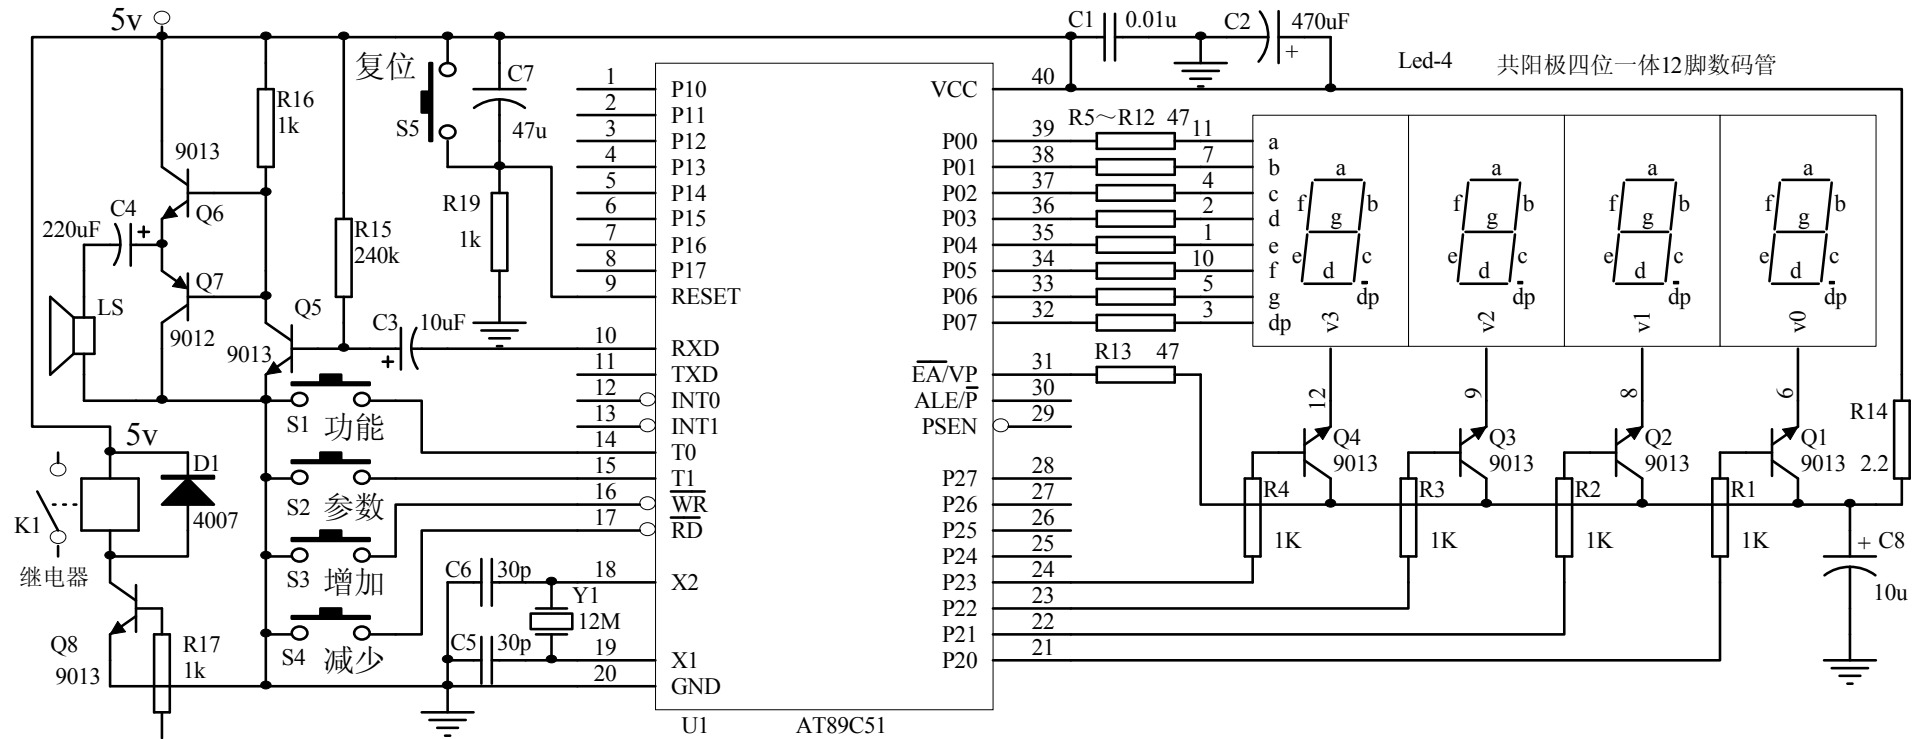 5v
C1 0.01u
C2 470uF
+
Led-4 共阳极四位一体12脚数码管
复位
S5
C7
47u
R16
1k
9013
Q6
C4
220uF
+
R15
240k
R19
1k
Q7
9012
LS
Q5
9013
C3
10uF
+
S1 功能
S2 参数
S3 增加
S4 减少
5v
D1
4007
K1
继电器
Q8
9013
R17
1k
C6 30p
C5 30p
Y1
12M
1 P10
2 P11
3 P12
4 P13
5 P14
6 P15
7 P16
8 P17
9 RESET
10 RXD
11 TXD
12 INT0
13 INT1
14 T0
15 T1
16 WR
17 RD
18 X2
19 X1
20 GND
VCC 40
P00 39
P01 38
P02 37
P03 36
P04 35
P05 34
P06 33
P07 32
EA/VP 31
ALE/P 30
PSEN 29
P27 28
P26 27
P25 26
P24 25
P23 24
P22 23
P21 22
P20 21
U1 AT89C51
R5～R12 47
11 a
7 b
4 c
2 d
1 e
10 f
5 g
3 dp
R13 47
a
f b
g
e c
d
dp
v3
a
f b
g
e c
d
dp
v2
a
f b
g
e c
d
dp
v1
a
f b
g
e c
d
dp
v0
12
9
8
6
Q4
9013
Q3
9013
Q2
9013
Q1
9013
R14
2.2
R4
1K
R3
1K
R2
1K
R1
1K
+ C8
10u